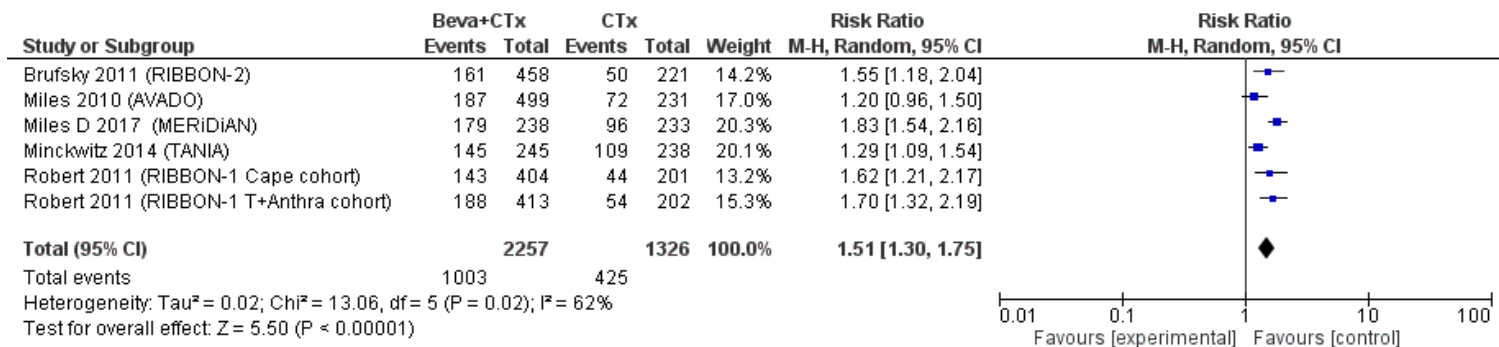 Beva+CTx CTx Risk Ratio Risk Ratio
Study or Subgroup Events Total Events Total Weight M-H, Random, 95% CI M-H, Random, 95% CI
Brufsky 2011 (RIBBON-2) 161 458 50 221 14.2% 1.55 [1.18, 2.04]
Miles 2010 (AVADO) 187 499 72 231 17.0% 1.20 [0.96, 1.50]
Miles D 2017 (MERiDiAN) 179 238 96 233 20.3% 1.83 [1.54, 2.16]
Minckwitz 2014 (TANIA) 145 245 109 238 20.1% 1.29 [1.09, 1.54]
Robert 2011 (RIBBON-1 Cape cohort) 143 404 44 201 13.2% 1.62 [1.21, 2.17]
Robert 2011 (RIBBON-1 T+Anthra cohort) 188 413 54 202 15.3% 1.70 [1.32, 2.19]
Total (95% CI) 2257 1326 100.0% 1.51 [1.30, 1.75]
Total events 1003 425
Heterogeneity: Tau² = 0.02; Chi² = 13.06, df = 5 (P = 0.02); I² = 62%
Test for overall effect: Z = 5.50 (P < 0.00001)
0.01 0.1 1 10 100
Favours [experimental] Favours [control]